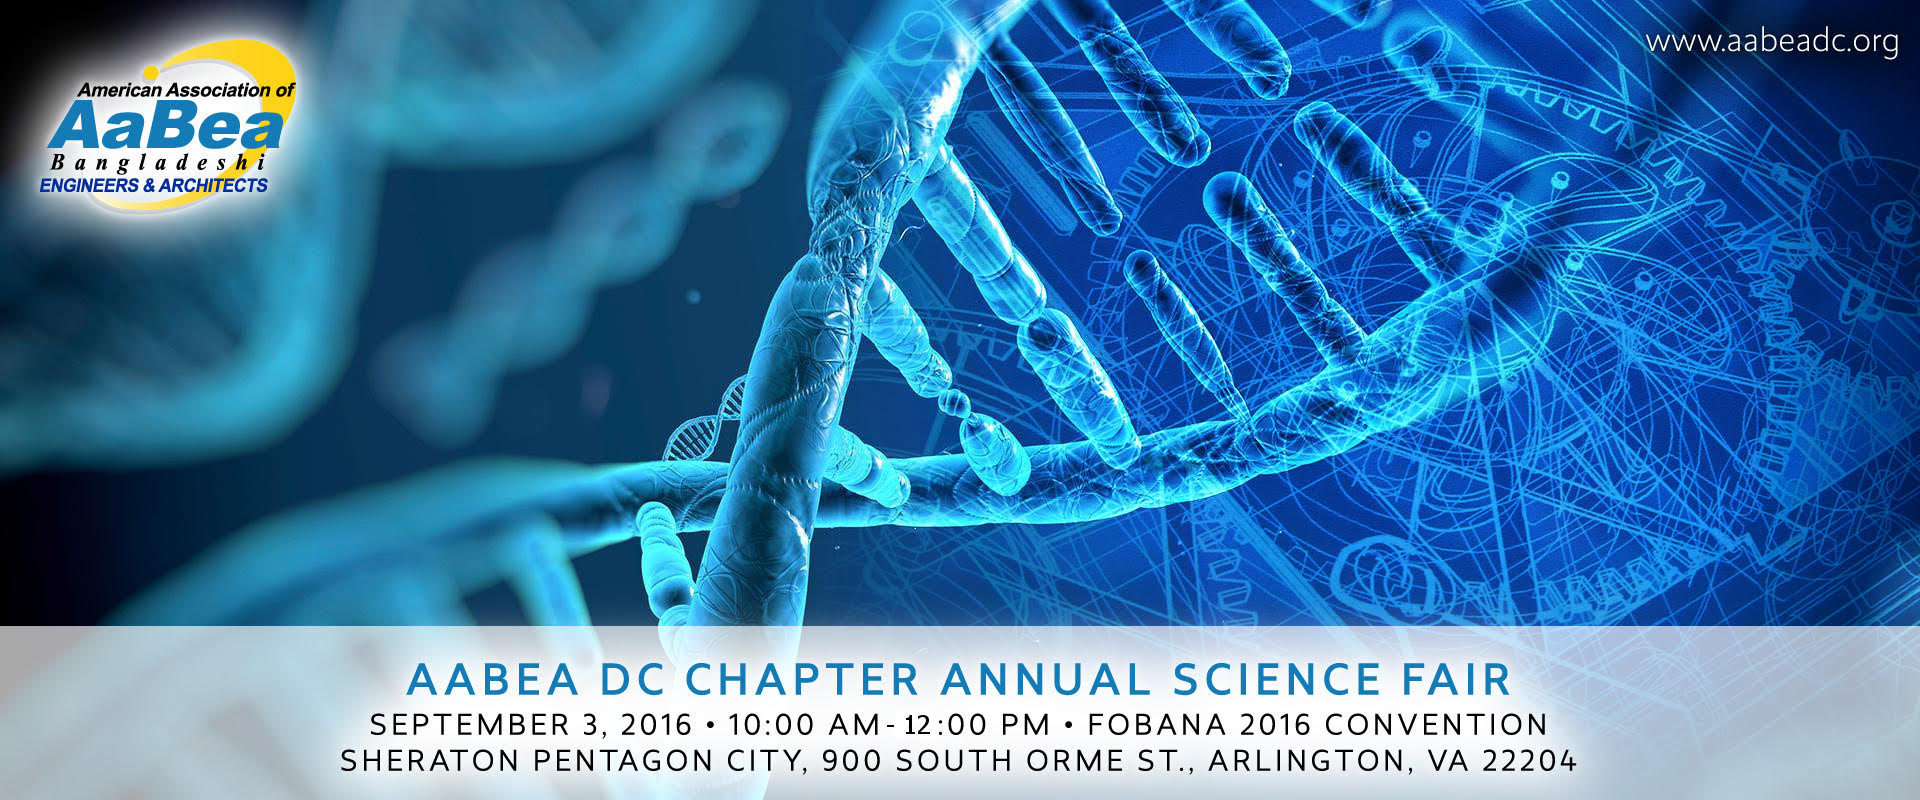 American Association of
AaBea
Bangladeshi
ENGINEERS & ARCHITECTS
www.aabeadc.org
AABEA DC CHAPTER ANNUAL SCIENCE FAIR
SEPTEMBER 3, 2016 • 10:00 AM- 12:00 PM • FOBANA 2016 CONVENTION
SHERATON PENTAGON CITY, 900 SOUTH ORME ST., ARLINGTON, VA 22204